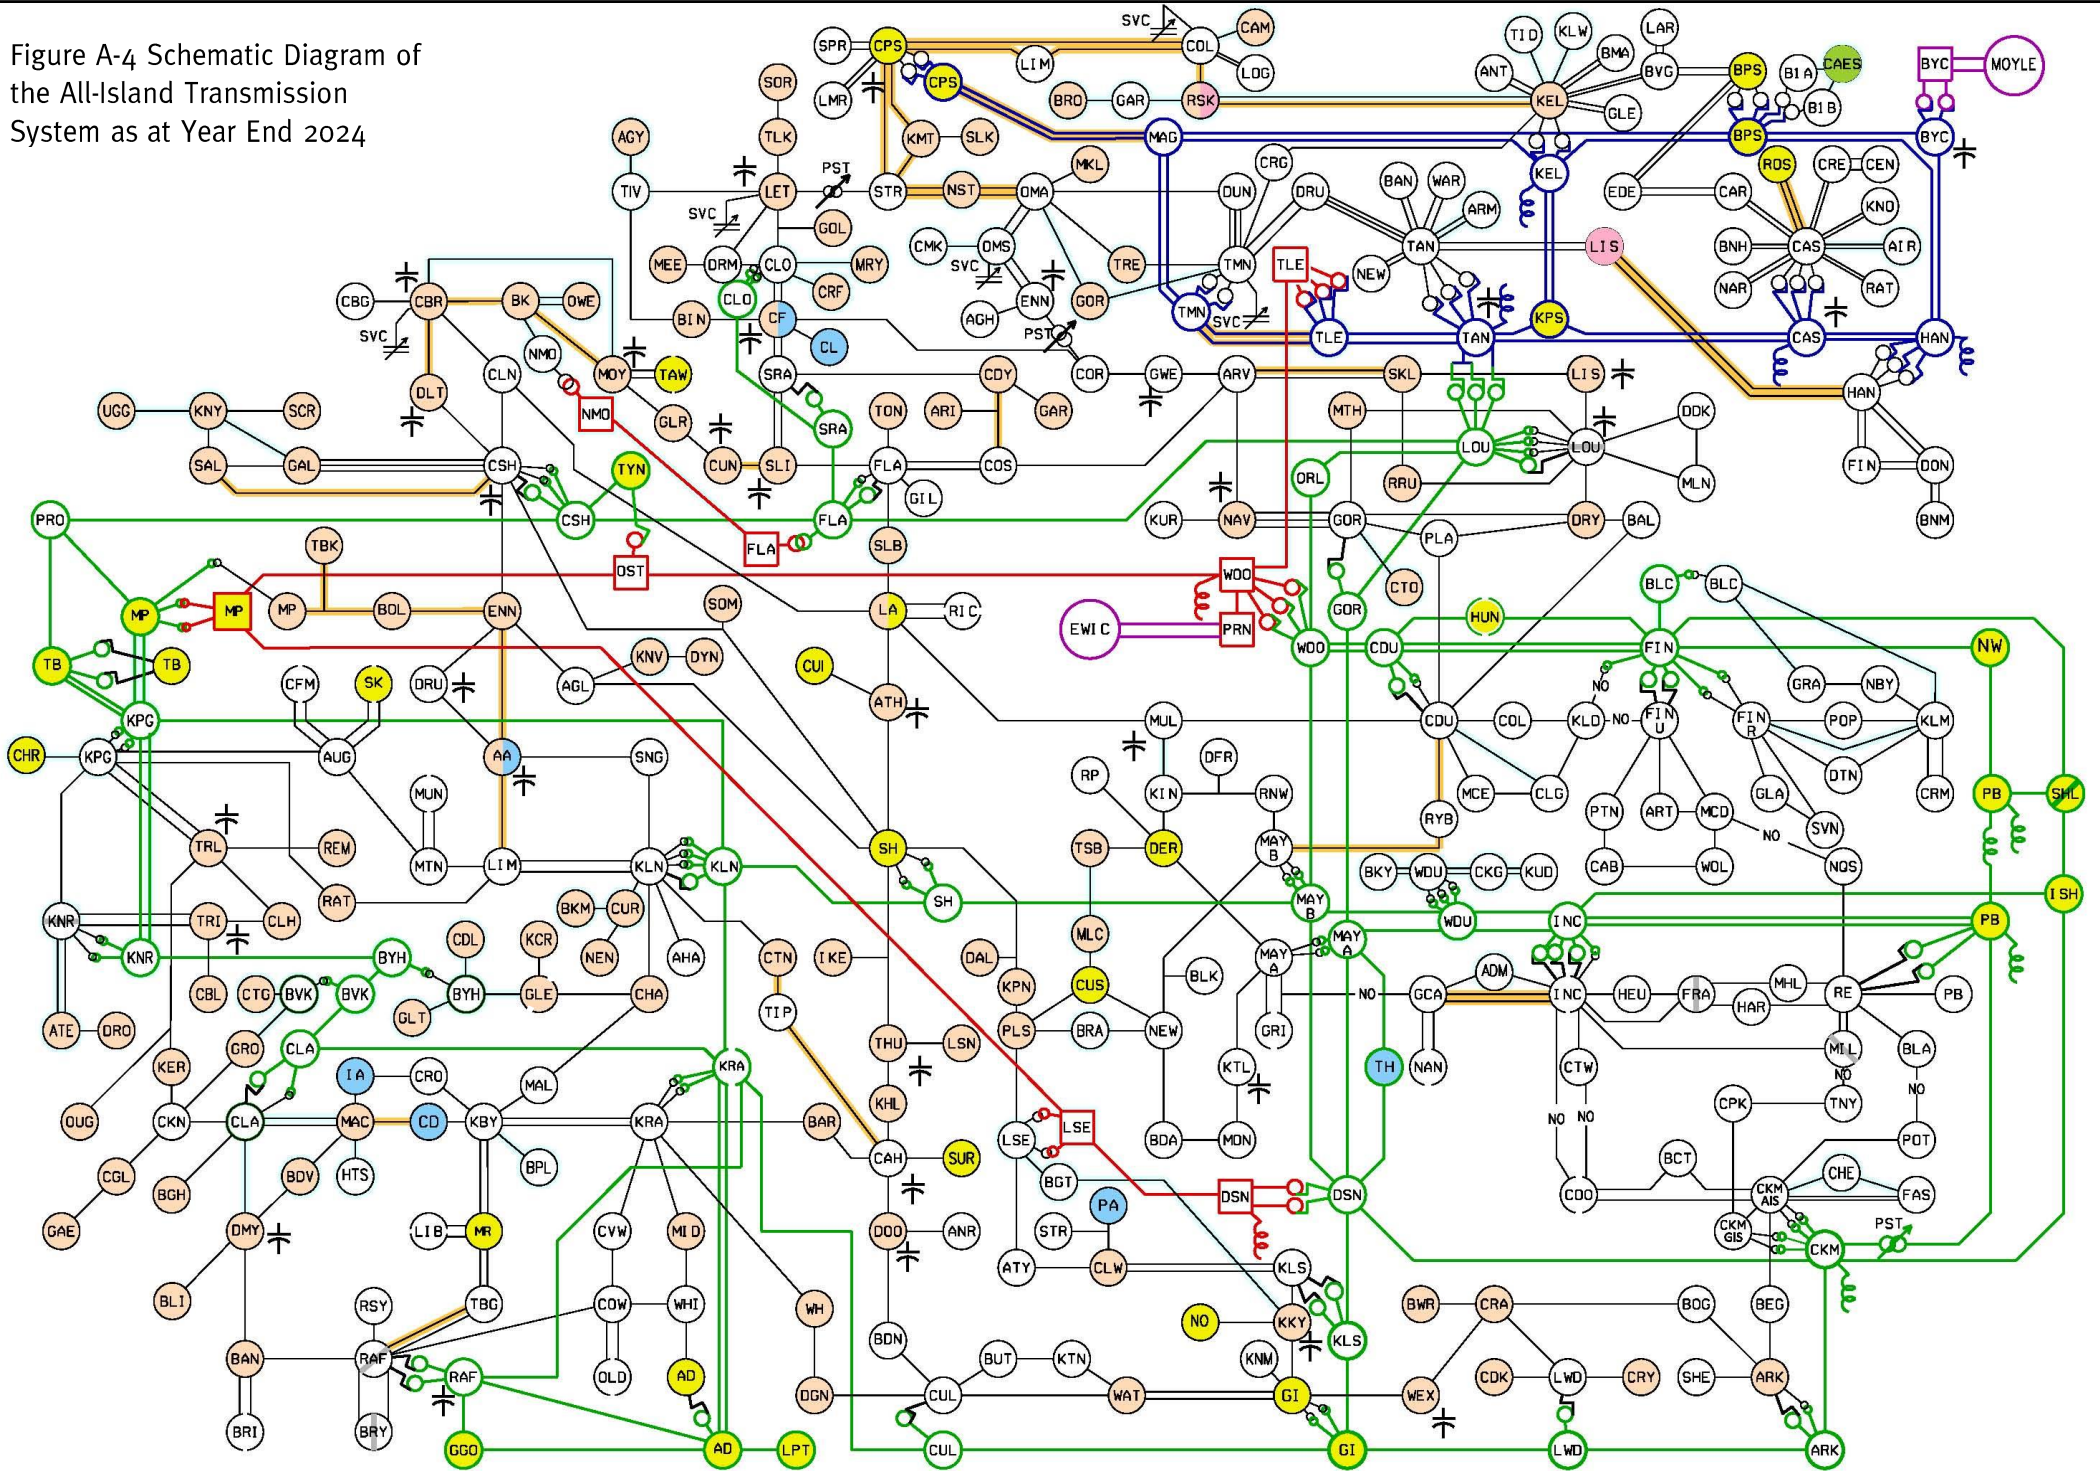 Figure A-4 Schematic Diagram of
the All-Island Transmission
System as at Year End 2024
SPR CPS LIM SVC COL CAM
LMR CPS BRO GAR RSK LOG
TID KLW LAR
ANT BMA BVG BPS B1A CAES BYC MOYLE
KEL GLE B1B
SOR
AGY TLK KMT SLK MAG BPS BYC
TIV LET PST STR NST OMA MKL DUN CRG DRU BAN WAR KEL EDE CAR ROS CRE CEN
SVC GOL ARM KNO
MEE DRM CLO MRY CMK OMS TRE TMN TAN LIS BNH CAS AIR
CLO CRF SVC TLE NEW NAR RAT
CBG CBR BK OWE BIN CF AGH ENN GOR TMN SVC KPS
SVC NMO CL PST TLE TAN CAS HAN
CLN MOY TAW SRA CDY COR GWE ARV SKL LIS
DLT HAN
UGG KNY SCR NMO GLR TON ARI GAR MTH DDK
SRA LOU LOU
SAL GAL CSH TYN CUN SLI FLA COS ORL RRU MLN FIN DON
GIL
PRO CSH FLA KUR NAV GOR DRY BAL BNM
PLA
TBK OST FLA SLB WOO CTO BLC BLC
MP MP MP BOL ENN SOM LA RIC GOR HUN
EWIC PRN
TB TB KNV DYN CUI WOO CDU FIN NW
CFM SK DRU AGL ATH NO GRA NBY
KPG MUL CDU COL KLD NO FIN U FIN R POP KLM
CHR KPG AUG AA SNG RP DFR
MUN KIN RNW MCE CLG DTN PB SHL
PTN ART MCD GLA CRM
RYB NO SVN
TRL REM MTN LIM KLN KLN SH TSB DER MAY B BKY WDU CKG KUD CAB WOL NQS
RAT
KNR TRI CLH BKM CUR SH MAY B WDU INC PB ISH
MLC
KNR BYH CDL KCR NEN AHA CTN IKE DAL MAY A MAY A
CBL CTG BVK BVK BYH GLE CHA KPN CUS BLK NO GCA ADM INC HEU FRA HAR MHL RE PB
GLT TIP
ATE DRO PLS BRA NEW GRI
GRO CLA THU LSN MIL BLA
KER IA CRO MAL KRA KTL TH NAN CTW NO
OUG CKN CLA MAC CD KBY KRA BAR KHL LSE LSE BDA MON NO NO CPK TNY NO
POT
CGL BGH BDV HTS BPL CAH SUR BGT BCT CHE
PA DSN DSN CDO CKM AIS FAS
GAE DMY LIB MR CVW MID DOO ANR STR CKM GIS PST
CKM
ATY CLW KLS
BLI RSY TBG COW WHI WH NO KKY BWR CRA BOG BEG
BDN KLS
BAN RAF RAF OLD AD BUT KTN KNM CDK LWD CRY SHE ARK
DGN CUL WAT GI WEX
BRI BRY
GGO AD LPT CUL GI LWD ARK